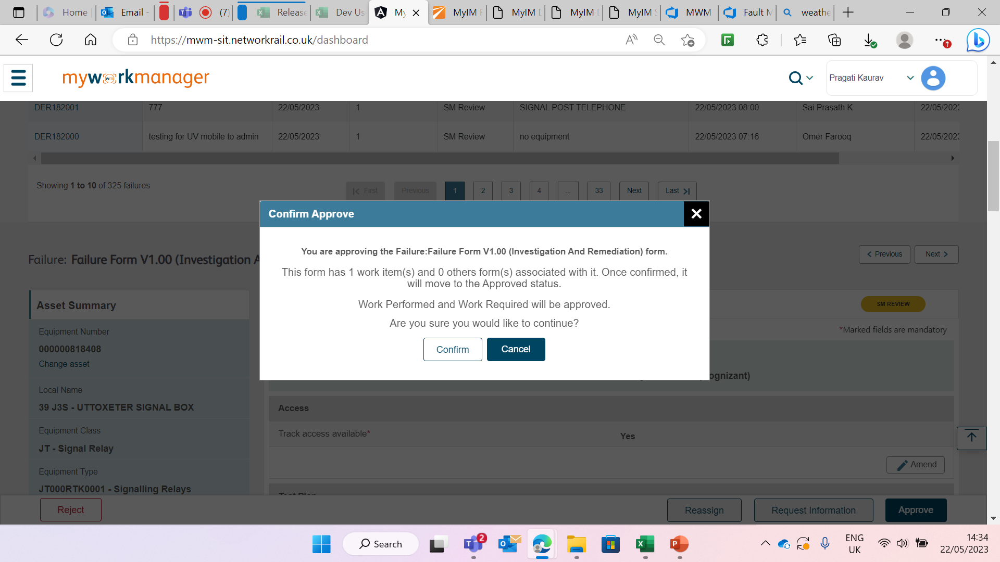 Home
Email -
(7)
Release
Dev Us
My
MyIM F
MyIM
MyIM
MyIM S
MWM
Fault M
weathe
https://mwm-sit.networkrail.co.uk/dashboard
myworkmanager
Pragati Kaurav
DER182001 777 22/05/2023 1 SM Review SIGNAL POST TELEPHONE 22/05/2023 08:00 Sai Prasath K 22/05/2023
DER182000 testing for UV mobile to admin 22/05/2023 1 SM Review no equipment 22/05/2023 07:16 Omer Farooq 22/05/2023
Showing 1 to 10 of 325 failures
First Previous 1 2 3 4 ... 33 Next Last
Confirm Approve
You are approving the Failure:Failure Form V1.00 (Investigation And Remediation) form.
This form has 1 work item(s) and 0 others form(s) associated with it. Once confirmed, it
will move to the Approved status.
Work Performed and Work Required will be approved.
Are you sure you would like to continue?
Confirm Cancel
Failure: Failure Form V1.00 (Investigation A
Previous Next
Asset Summary
SM REVIEW
Equipment Number
*Marked fields are mandatory
000000818408
Change asset
ognizant)
Local Name
39 J3S - UTTOXETER SIGNAL BOX
Access
Equipment Class
Track access available* Yes
JT - Signal Relay
Amend
Equipment Type
JT000RTK0001 - Signalling Relays
Test Plan
Reject Reassign Request Information Approve
Search
2
ENG
UK
14:34
22/05/2023